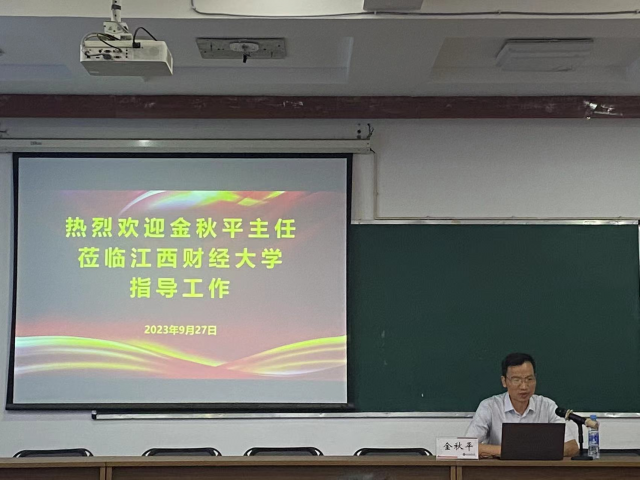 热烈欢迎金秋平主任
莅临江西财经大学
指导工作
2023年9月27日
金秋平